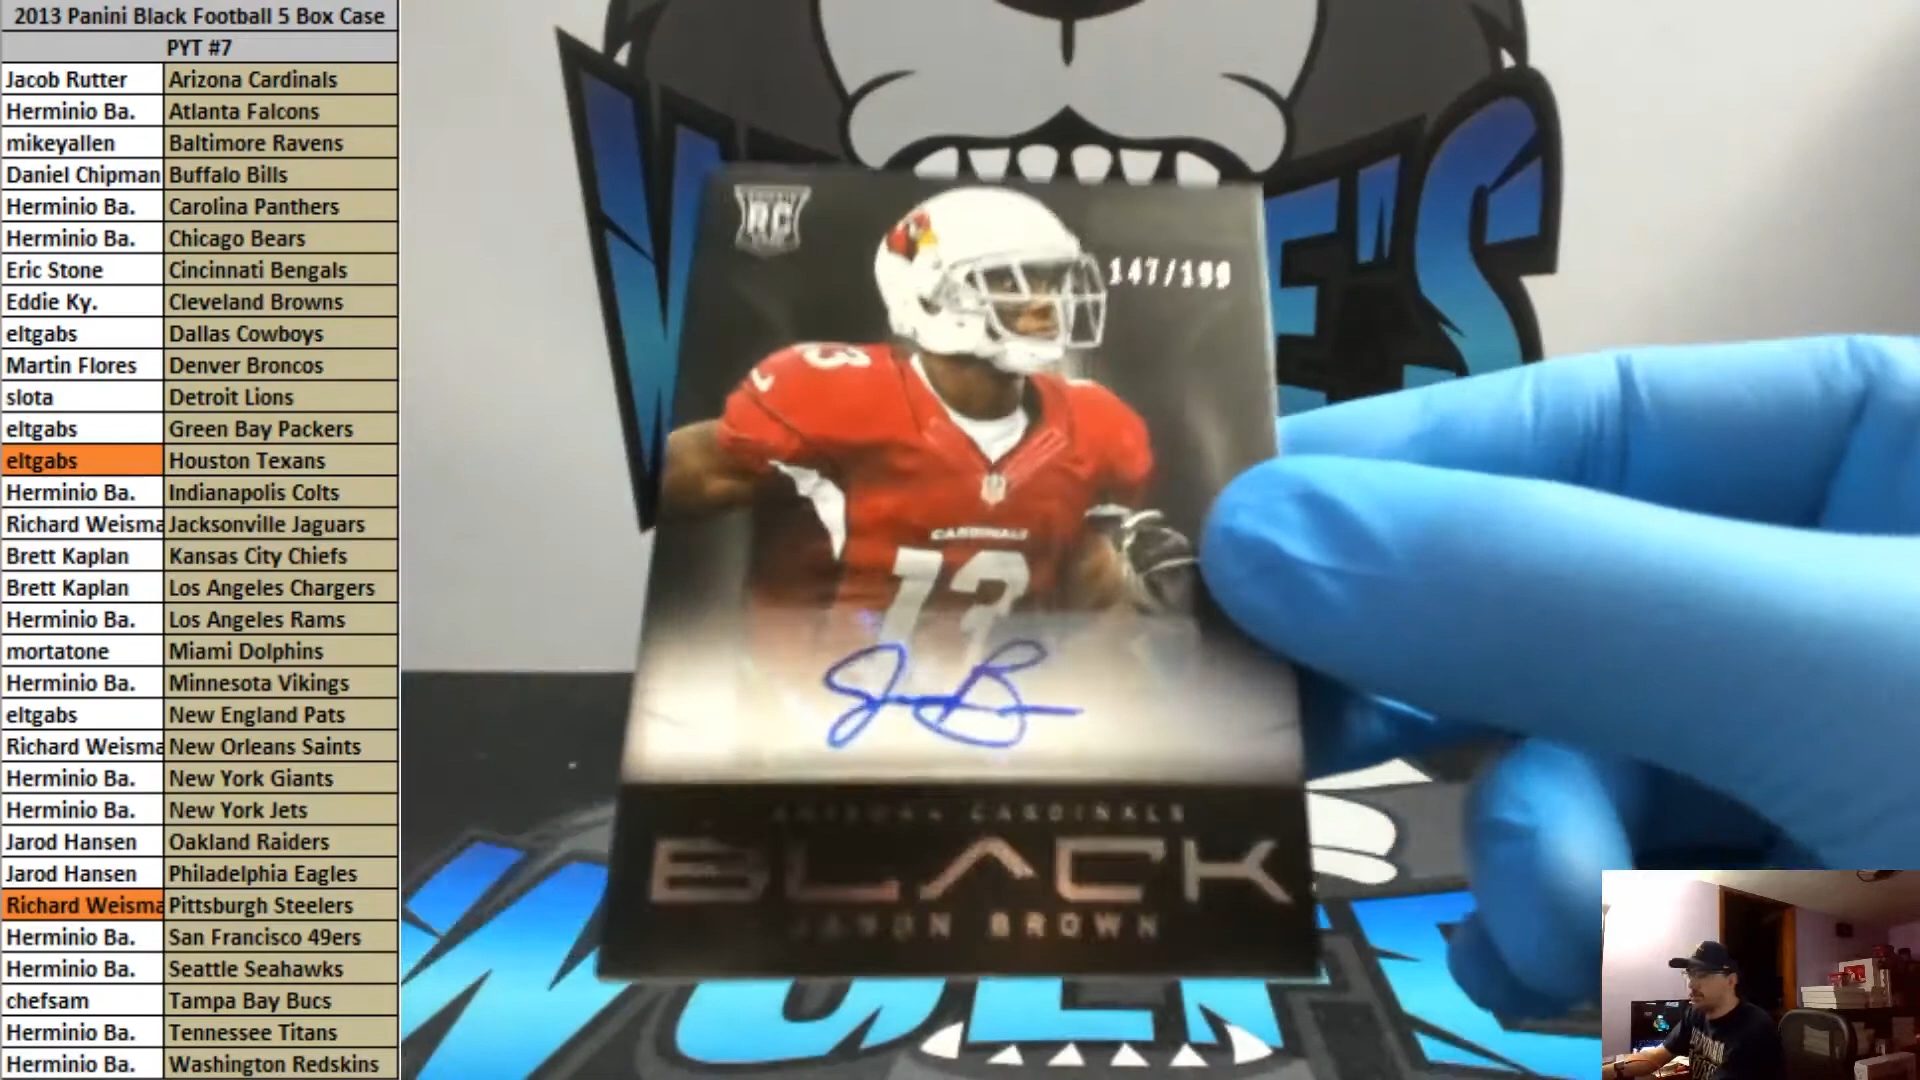 2013 Panini Black Football 5 Box Case
PYT #7
Jacob Rutter Arizona Cardinals
Herminio Ba. Atlanta Falcons
mikeyallen Baltimore Ravens
Daniel Chipman Buffalo Bills
Herminio Ba. Carolina Panthers
Herminio Ba. Chicago Bears
Eric Stone Cincinnati Bengals
Eddie Ky. Cleveland Browns
eltgabs Dallas Cowboys
Martin Flores Denver Broncos
slota Detroit Lions
eltgabs Green Bay Packers
eltgabs Houston Texans
Herminio Ba. Indianapolis Colts
Richard Weisma Jacksonville Jaguars
Brett Kaplan Kansas City Chiefs
Brett Kaplan Los Angeles Chargers
Herminio Ba. Los Angeles Rams
mortatone Miami Dolphins
Herminio Ba. Minnesota Vikings
eltgabs New England Pats
Richard Weisma New Orleans Saints
Herminio Ba. New York Giants
Herminio Ba. New York Jets
Jarod Hansen Oakland Raiders
Jarod Hansen Philadelphia Eagles
Richard Weisma Pittsburgh Steelers
Herminio Ba. San Francisco 49ers
Herminio Ba. Seattle Seahawks
chefsam Tampa Bay Bucs
Herminio Ba. Tennessee Titans
Herminio Ba. Washington Redskins
RC
147/199
13
CARDINALS
13
ARIZONA CARDINALS
BLACK
JARON BROWN